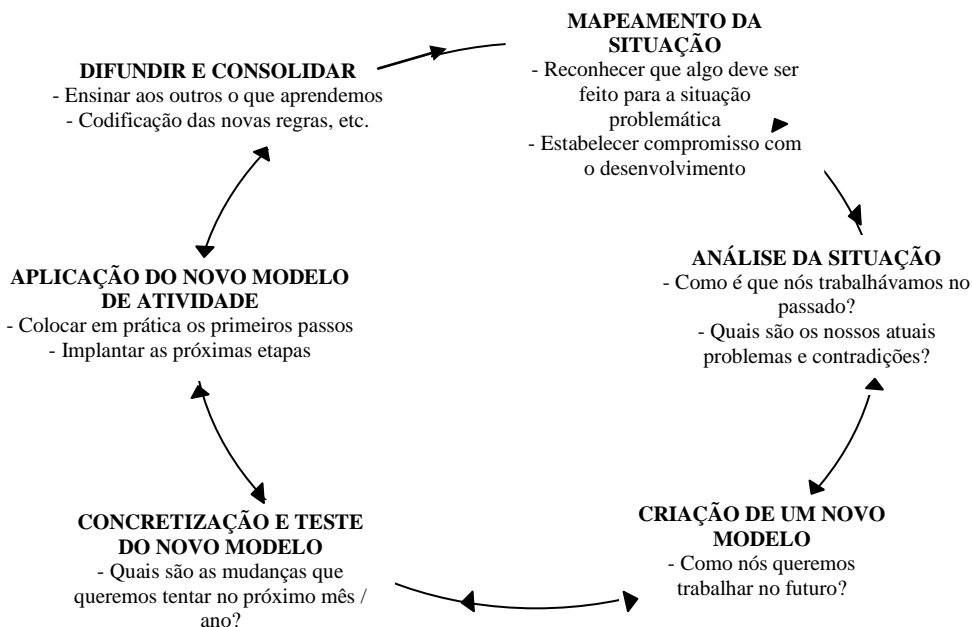 MAPEAMENTO DA
SITUAÇÃO
- Reconhecer que algo deve ser
feito para a situação
problemática
- Estabelecer compromisso com
o desenvolvimento
ANÁLISE DA SITUAÇÃO
- Como é que nós trabalhávamos no
passado?
- Quais são os nossos atuais
problemas e contradições?
CRIAÇÃO DE UM NOVO
MODELO
- Como nós queremos
trabalhar no futuro?
CONCRETIZAÇÃO E TESTE
DO NOVO MODELO
- Quais são as mudanças que
queremos tentar no próximo mês /
ano?
APLICAÇÃO DO NOVO MODELO
DE ATIVIDADE
- Colocar em prática os primeiros passos
- Implantar as próximas etapas
DIFUNDIR E CONSOLIDAR
- Ensinar aos outros o que aprendemos
- Codificação das novas regras, etc.